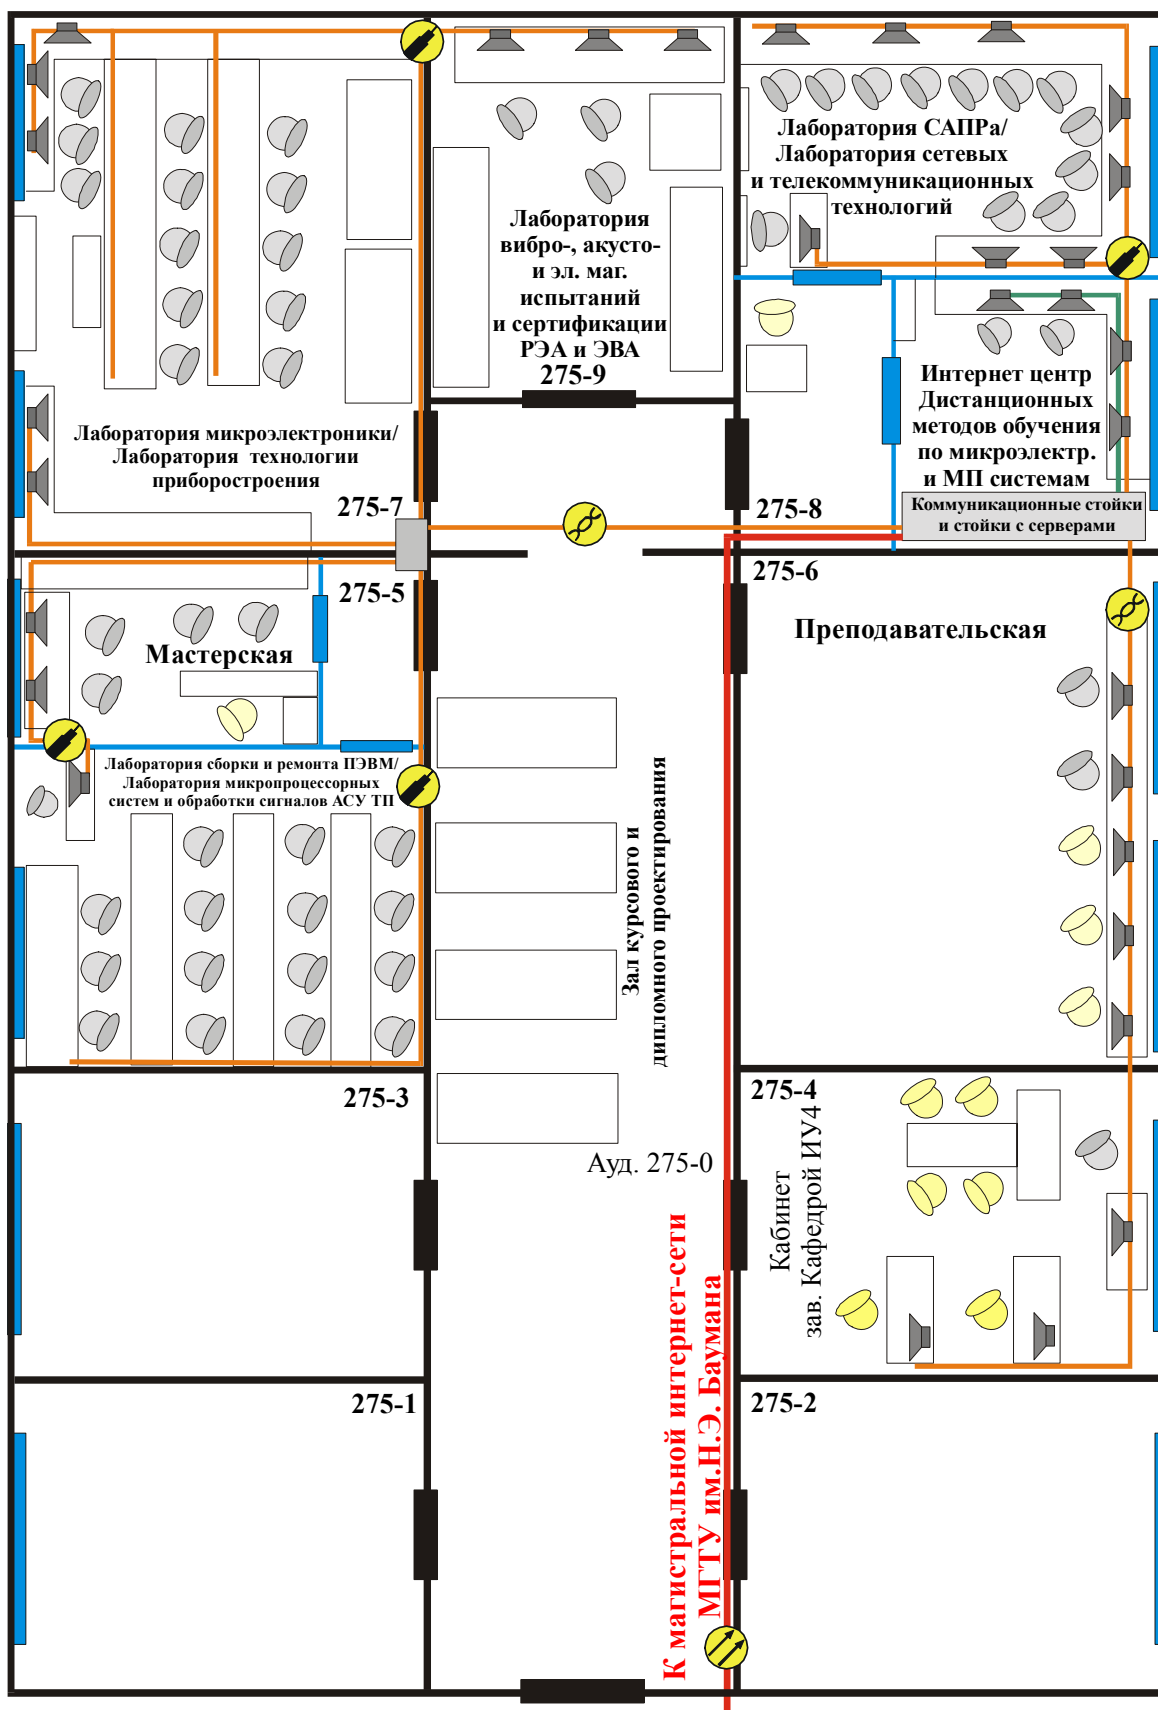 Лаборатория САПРа/
Лаборатория сетевых
и телекоммуникационных
технологий
Лаборатория
вибро-, акусто-
и эл. маг.
испытаний
и сертификации
РЭА и ЭВА
275-9
Интернет центр
Дистанционных
методов обучения
по микроэлектр.
и МП системам
Лаборатория микроэлектроники/
Лаборатория технологии
приборостроения
275-7
275-8
Коммуникационные стойки
и стойки с серверами
275-5
275-6
Мастерская
Преподавательская
Лаборатория сборки и ремонта ПЭВМ/
Лаборатория микропроцессорных
систем и обработки сигналов АСУ ТП
Зал курсового и
дипломного проектирования
275-3
275-4
Ауд. 275-0
Кабинет
зав. Кафедрой ИУ4
К магистральной интернет-сети
МГТУ им.Н.Э. Баумана
275-1
275-2